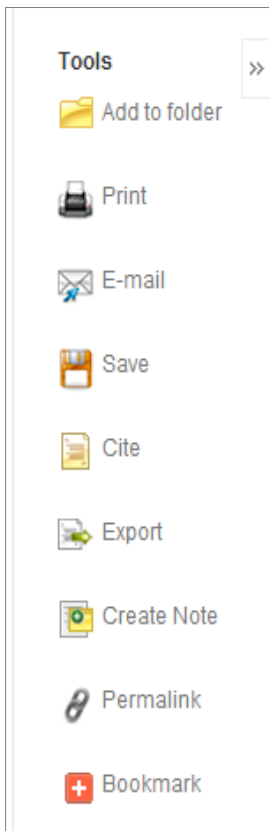 Tools
»
Add to folder
Print
E-mail
Save
Cite
Export
Create Note
Permalink
Bookmark